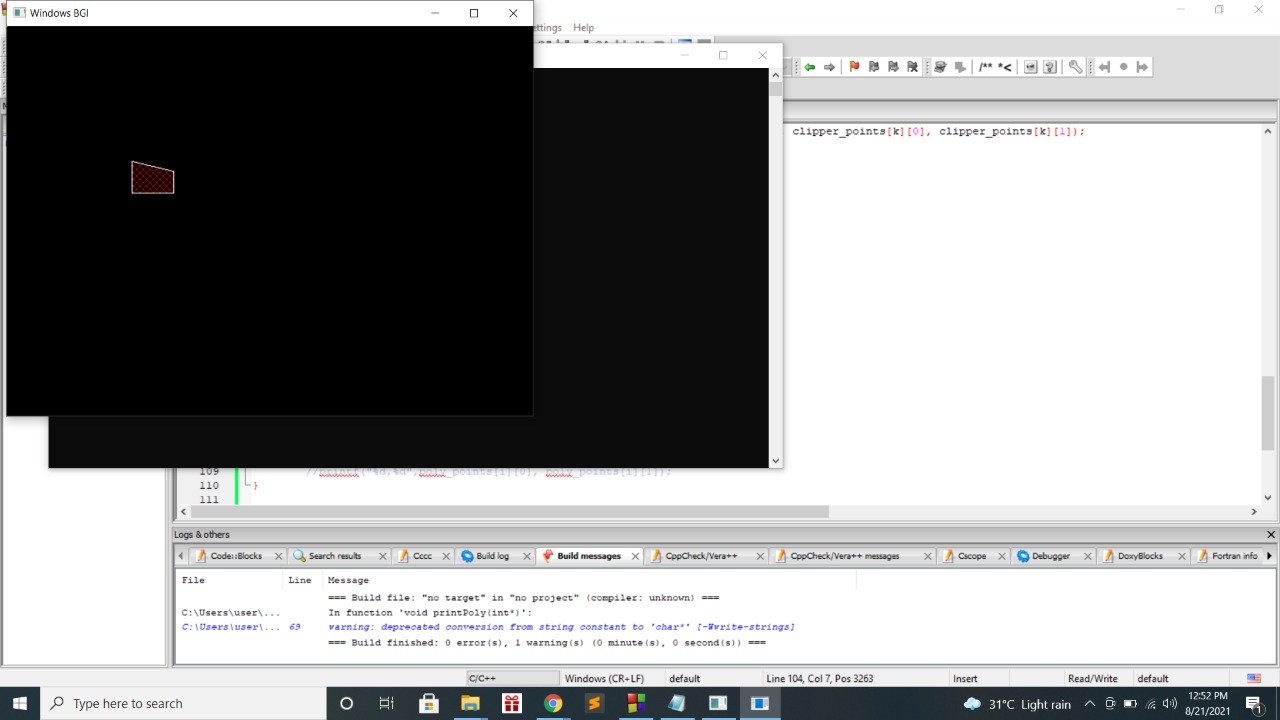 Windows BGI
ettings Help
/** *<
clipper_points[k][0], clipper_points[k][1]);
109 //printf("%d,%d",poly_points[i][0], poly_points[i][1]);
110 }
111
Logs & others
Code::Blocks Search results Cccc Build log Build messages CppCheck/Vera++ CppCheck/Vera++ messages Cscope Debugger DoxyBlocks Fortran info
File Line Message
=== Build file: "no target" in "no project" (compiler: unknown) ===
C:\Users\user\... In function 'void printPoly(int*)':
C:\Users\user\... 69 warning: deprecated conversion from string constant to 'char*' [-Wwrite-strings]
=== Build finished: 0 error(s), 1 warning(s) (0 minute(s), 0 second(s)) ===
C/C++ Windows (CR+LF) default Line 104, Col 7, Pos 3263 Insert Read/Write default
Type here to search 31°C Light rain 12:52 PM
8/21/2021